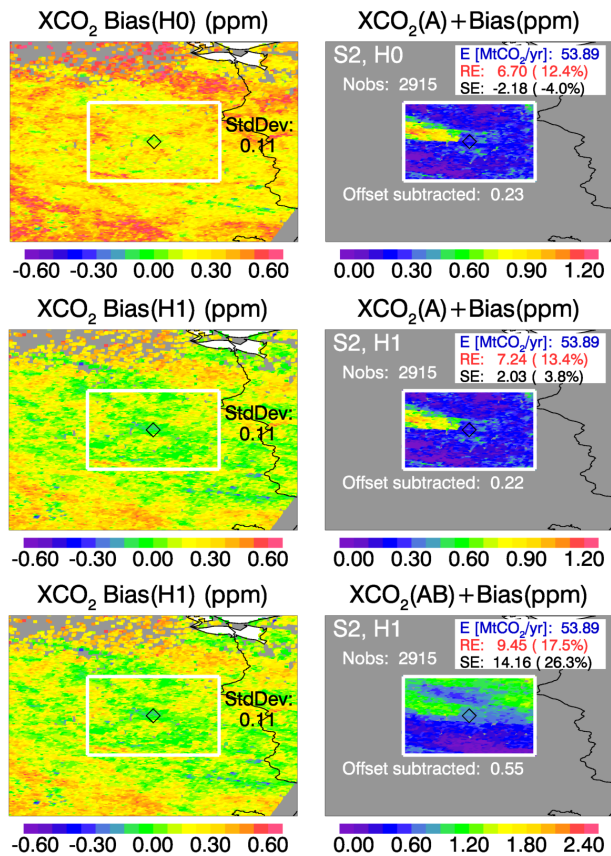 XCO₂ Bias(H0) (ppm)
StdDev:
0.11
-0.60 -0.30 0.00 0.30 0.60
XCO₂(A)+Bias(ppm)
S2, H0
Nobs: 2915
E [MtCO₂/yr]: 53.89
RE: 6.70 ( 12.4%)
SE: -2.18 ( -4.0%)
Offset subtracted: 0.23
0.00 0.30 0.60 0.90 1.20
XCO₂ Bias(H1) (ppm)
StdDev:
0.11
-0.60 -0.30 0.00 0.30 0.60
XCO₂(A)+Bias(ppm)
S2, H1
Nobs: 2915
E [MtCO₂/yr]: 53.89
RE: 7.24 ( 13.4%)
SE: 2.03 ( 3.8%)
Offset subtracted: 0.22
0.00 0.30 0.60 0.90 1.20
XCO₂ Bias(H1) (ppm)
StdDev:
0.11
-0.60 -0.30 0.00 0.30 0.60
XCO₂(AB)+Bias(ppm)
S2, H1
Nobs: 2915
E [MtCO₂/yr]: 53.89
RE: 9.45 ( 17.5%)
SE: 14.16 ( 26.3%)
Offset subtracted: 0.55
0.00 0.60 1.20 1.80 2.40